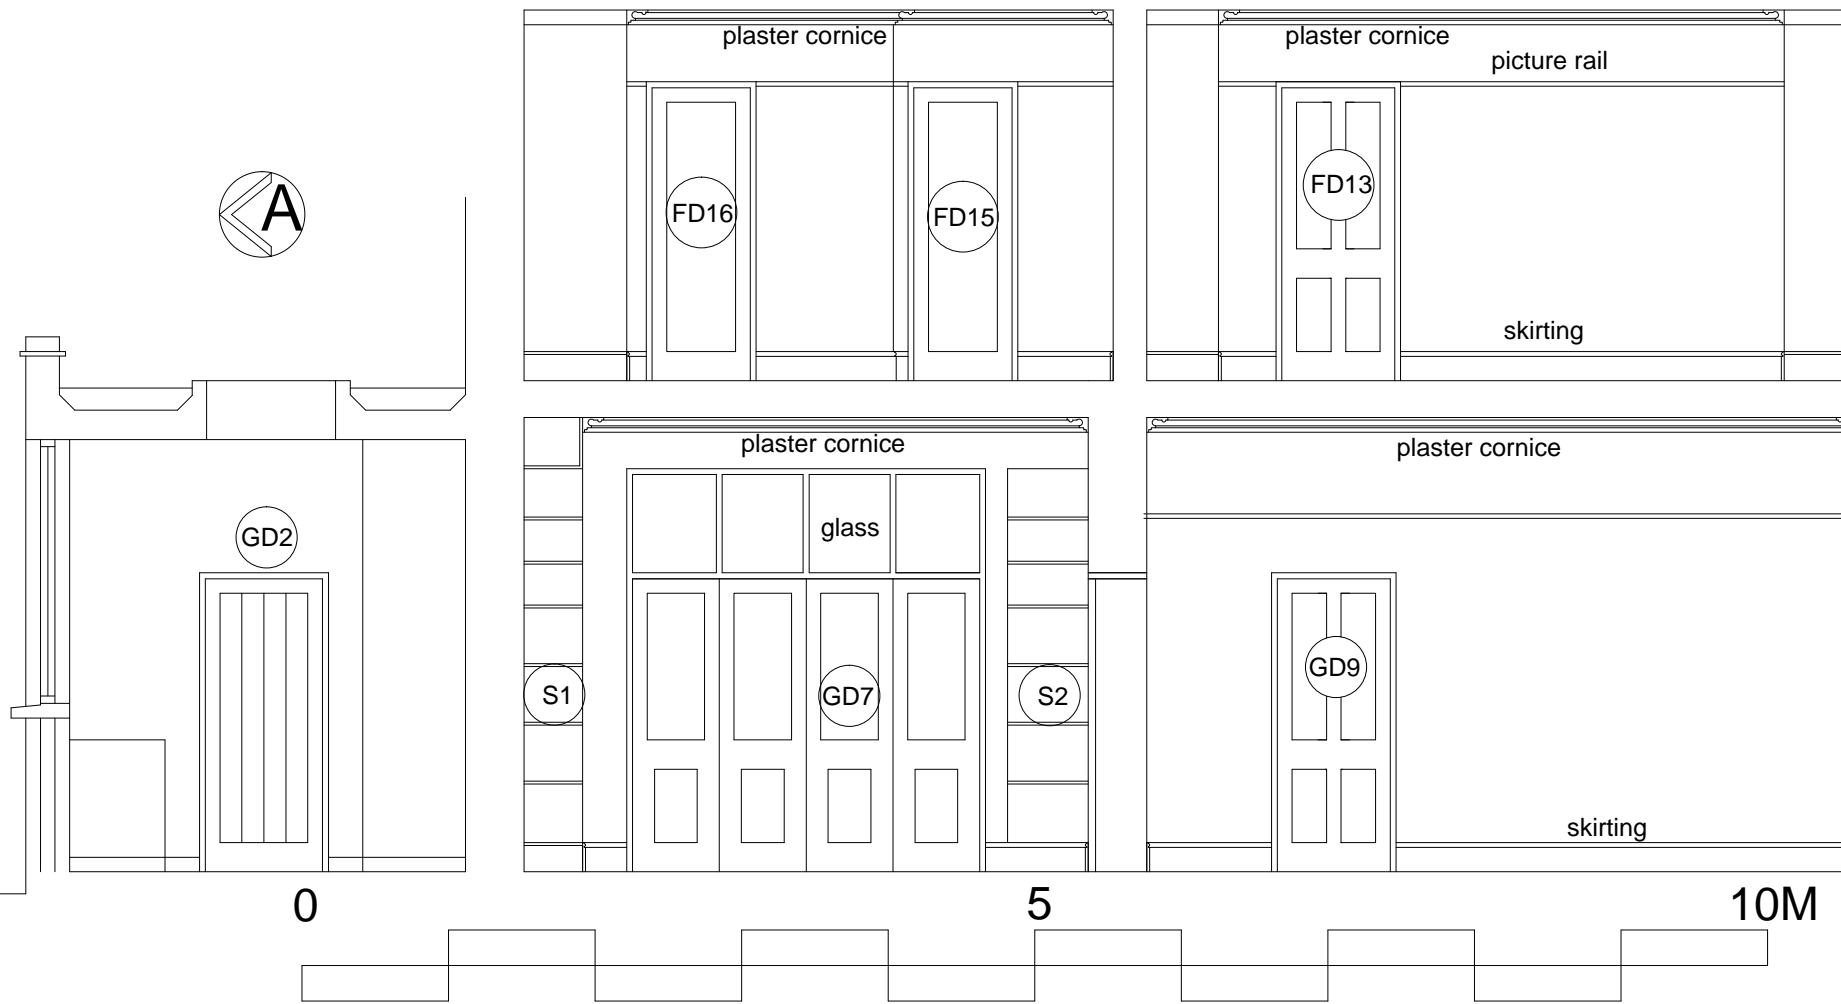 plaster cornice
plaster cornice
picture rail
A
FD16
FD15
FD13
skirting
plaster cornice
plaster cornice
glass
GD2
S1
GD7
S2
GD9
skirting
0
5
10M